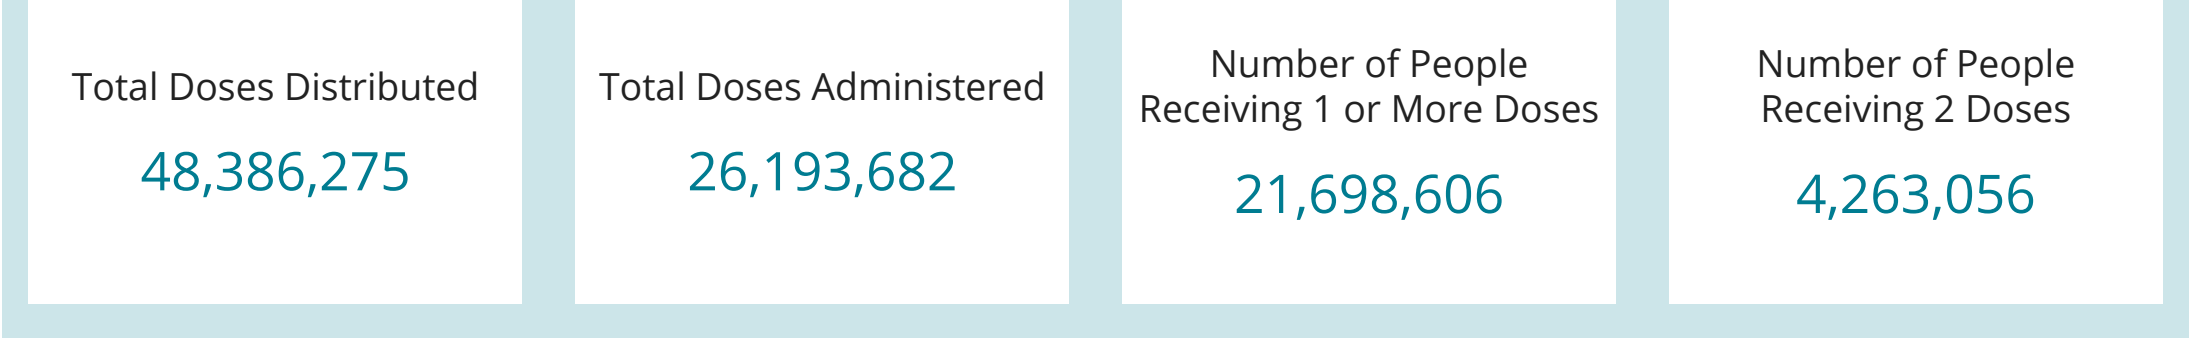 Total Doses Distributed
48,386,275
Total Doses Administered
26,193,682
Number of People
Receiving 1 or More Doses
21,698,606
Number of People
Receiving 2 Doses
4,263,056